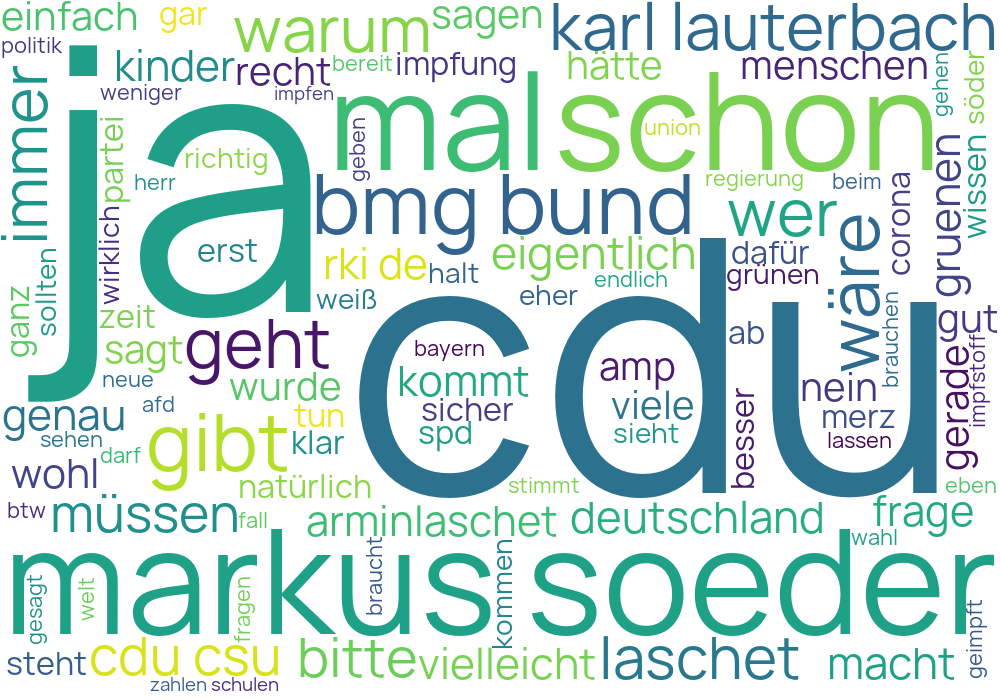 einfach
gar
sagen
karl lauterbach
politik
warum
kinder
recht
bereit
impfung
hätte
menschen
gehen
söder
weniger
impfen
immer
ja
mal
schon
union
partei
richtig
geben
herr
regierung
beim
corona
gruenen
wissen
bmg bund
wer
wirklich
erst
rki de
halt
eigentlich
dafür
wäre
grünen
endlich
sollten
ganz
weiß
eher
zeit
geht
cdu
ab
brauchen
gut
sagt
bayern
amp
gerade
impfstoff
neue
wurde
kommt
nein
genau
afd
tun
sicher
viele
merz
sehen
gibt
klar
spd
sieht
besser
lassen
darf
wohl
natürlich
stimmt
eben
btw
müssen
fall
arminlaschet
deutschland
frage
wahl
markus soeder
gesagt
welt
fragen
braucht
kommen
geimpft
steht
cdu csu
bitte
vielleicht
laschet
macht
zahlen
schulen